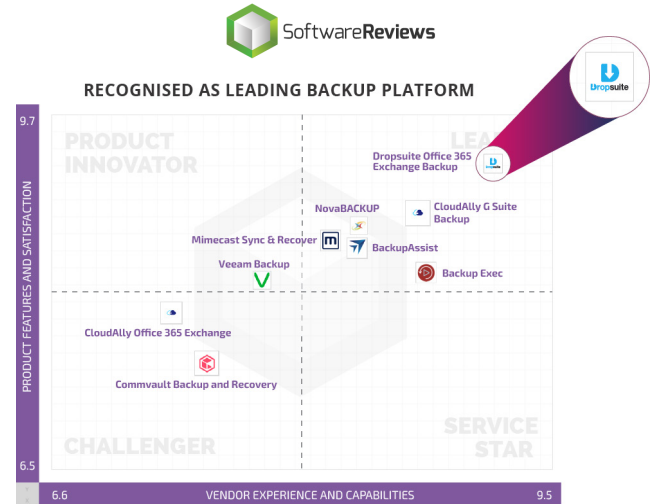 SoftwareReviews
RECOGNISED AS LEADING BACKUP PLATFORM
Dropsuite
9.7
PRODUCT
INNOVATOR
Dropsuite Office 365
Exchange Backup
Dropsuite
NovaBACKUP
CloudAlly G Suite
Backup
Mimecast Sync & Recover
m
BackupAssist
Veeam Backup
Backup Exec
CloudAlly Office 365 Exchange
Commvault Backup and Recovery
PRODUCT FEATURES AND SATISFACTION
CHALLENGER
SERVICE
STAR
6.5
6.6
VENDOR EXPERIENCE AND CAPABILITIES
9.5